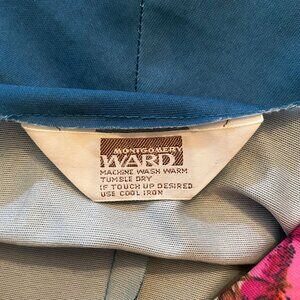 MONTGOMERY
WARD
MACHINE WASH WARM
TUMBLE DRY
IF TOUCH UP DESIRED
USE COOL IRON